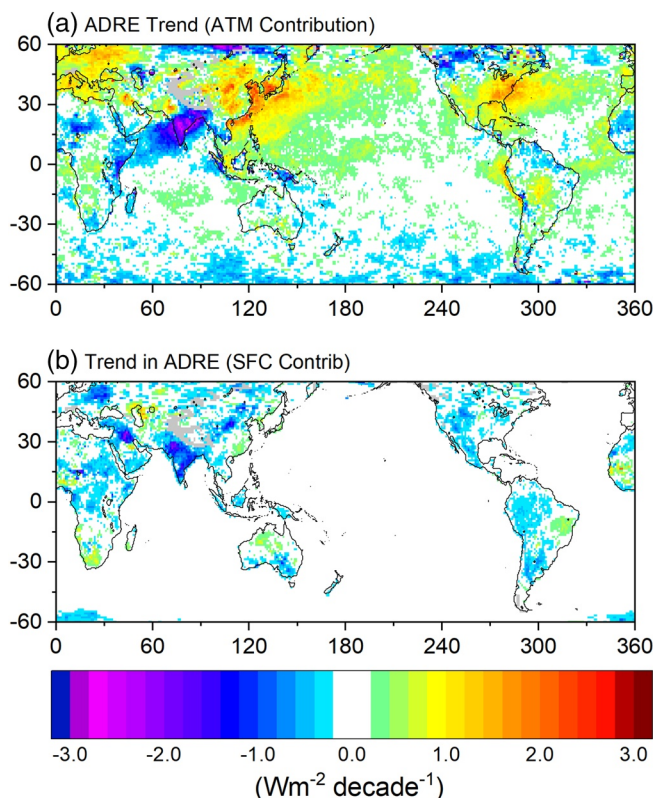 (a) ADRE Trend (ATM Contribution)
60
30
0
-30
-60
0 60 120 180 240 300 360
(b) Trend in ADRE (SFC Contrib)
60
30
0
-30
-60
0 60 120 180 240 300 360
-3.0 -2.0 -1.0 0.0 1.0 2.0 3.0
(Wm⁻² decade⁻¹)